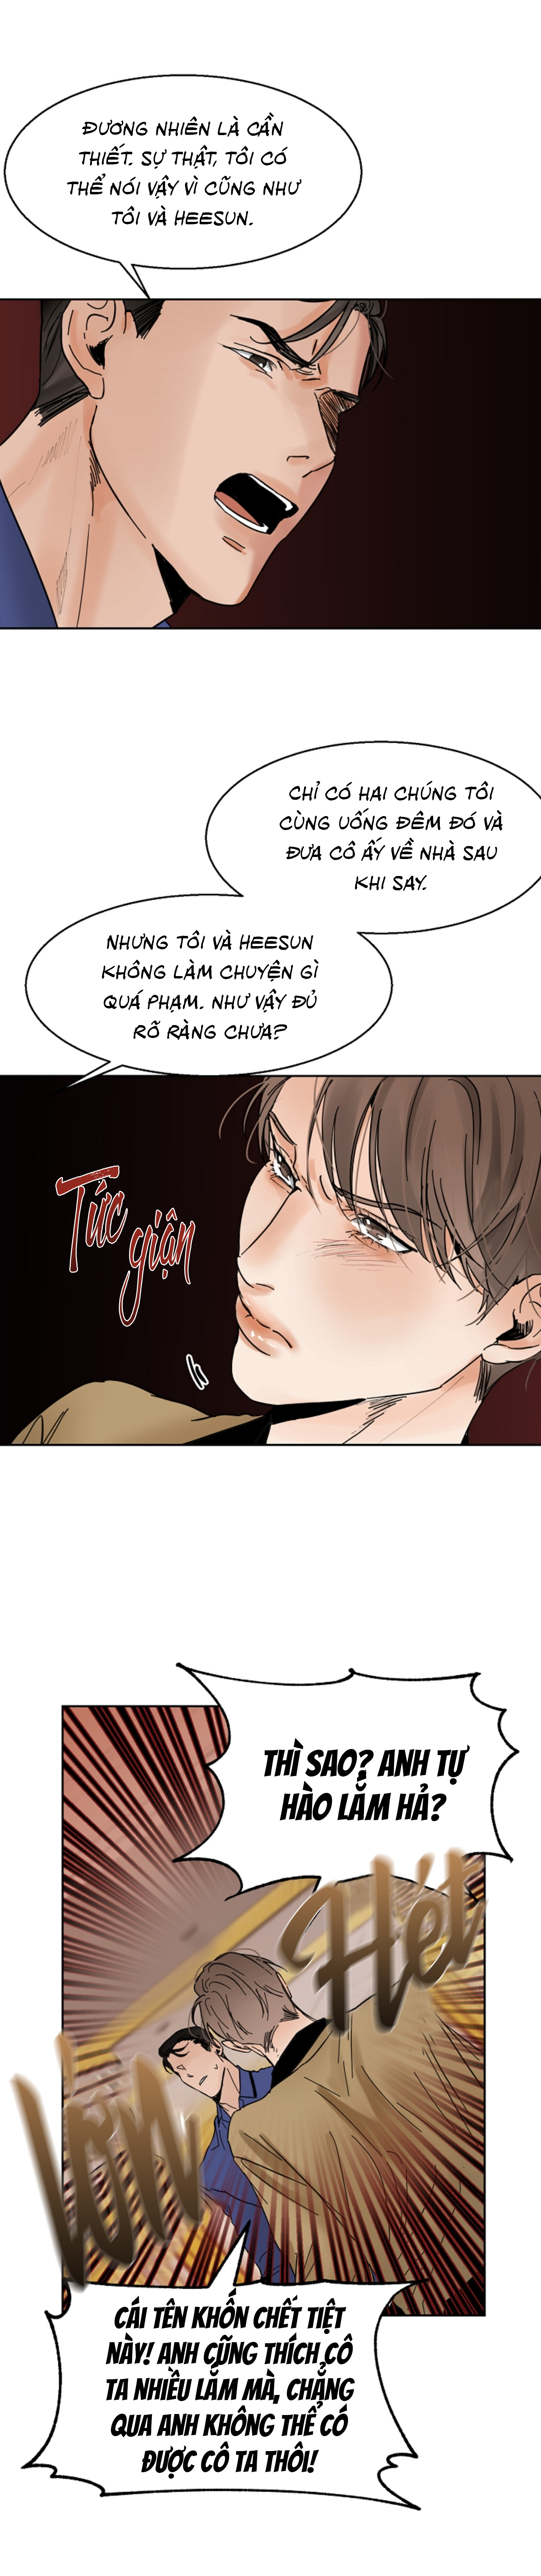 ĐƯƠNG NHIÊN LÀ CẦN
THIẾT. SỰ THẬT, TÔI CÓ
THỂ NÓI VẬY VÌ CŨNG NHƯ
TÔI VÀ HEESUN.
CHỈ CÓ HAI CHÚNG TÔI
CÙNG UỐNG ĐÊM ĐÓ VÀ
ĐƯA CÔ ẤY VỀ NHÀ SAU
KHI SAY.
NHƯNG TÔI VÀ HEESUN
KHÔNG LÀM CHUYỆN GÌ
QUÁ PHẠM. NHƯ VẬY ĐỦ
RÕ RÀNG CHƯA?
Tức
giận
THÌ SAO? ANH TỰ
HÀO LẮM HẢ?
Hét
lớn
CÁI TÊN KHỐN CHẾT TIỆT
NÀY! ANH CŨNG THÍCH CÔ
TA NHIỀU LẮM MÀ, CHẲNG
QUA ANH KHÔNG THỂ CÓ
ĐƯỢC CÔ TA THÔI!